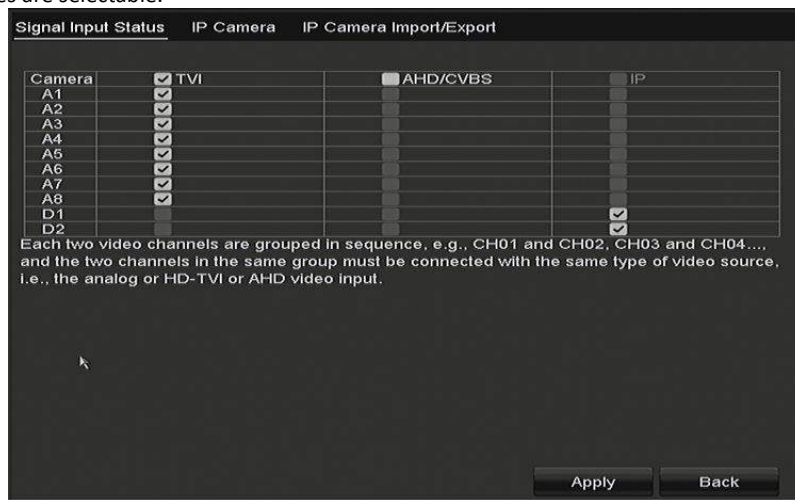 es are selectable.
Signal Input Status IP Camera IP Camera Import/Export
Camera TVI AHD/CVBS IP
A1
A2
A3
A4
A5
A6
A7
A8
D1
D2
Each two video channels are grouped in sequence, e.g., CH01 and CH02, CH03 and CH04...,
and the two channels in the same group must be connected with the same type of video source,
i.e., the analog or HD-TVI or AHD video input.
Apply Back